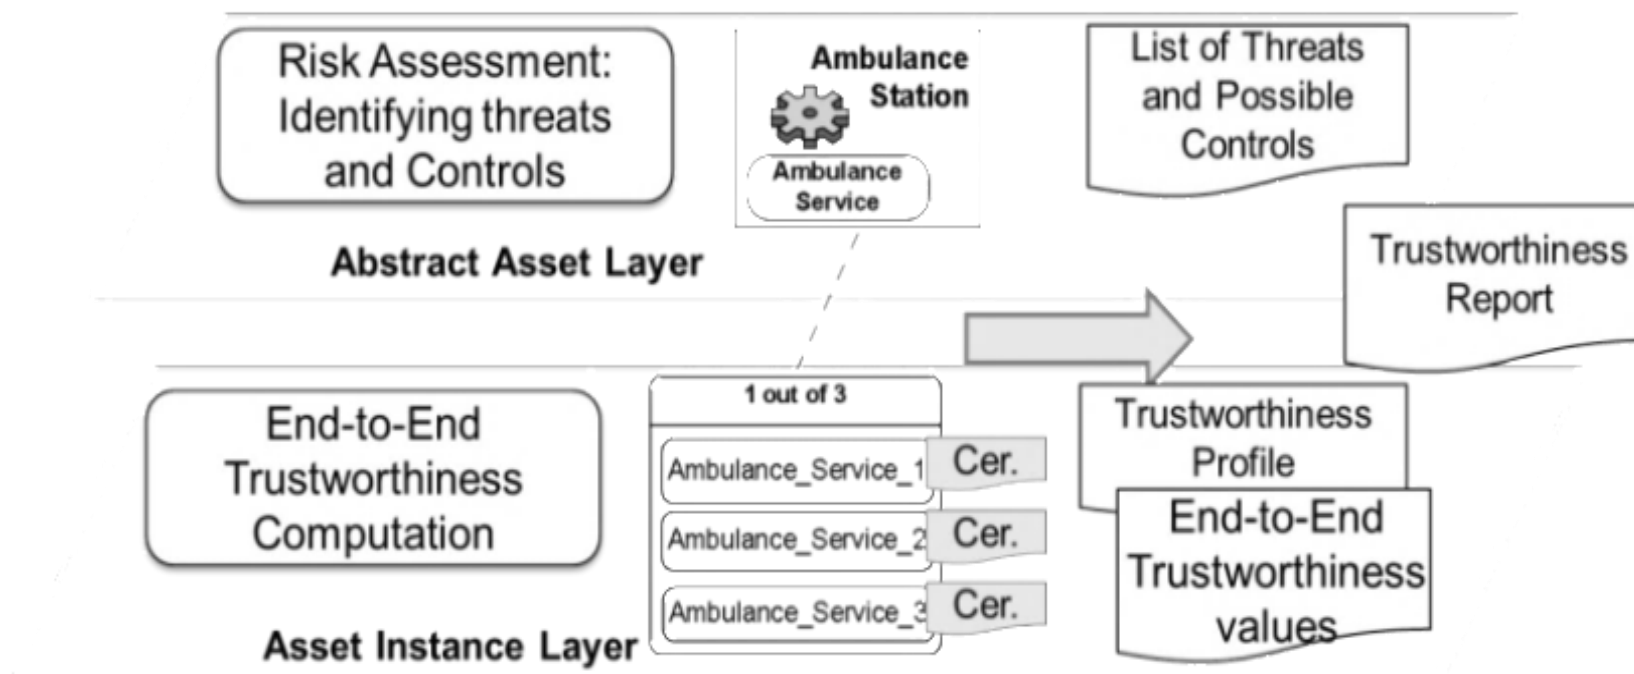 Risk Assessment:
Identifying threats
and Controls
Ambulance
Station
Ambulance
Service
List of Threats
and Possible
Controls
Abstract Asset Layer
Trustworthiness
Report
End-to-End
Trustworthiness
Computation
1 out of 3
Ambulance_Service_1
Cer.
Ambulance_Service_2
Cer.
Ambulance_Service_3
Cer.
Trustworthiness
Profile
End-to-End
Trustworthiness
values
Asset Instance Layer